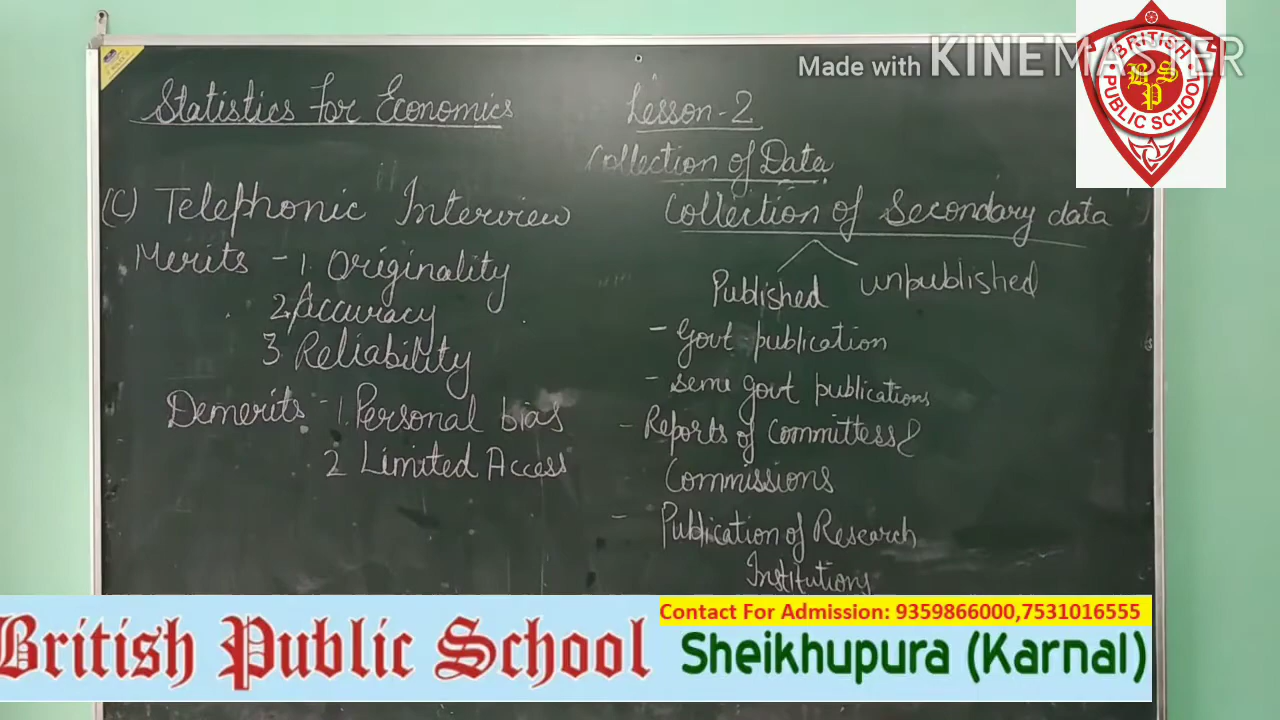 Made with KINEMASTER
BRITISH
BSP
PUBLIC SCHOOL
Statistics For Economics
Lesson-2
Collection of Data
(C) Telephonic Interview
Merits - 1. Originality
2. Accuracy
3. Reliability
Demerits - 1. Personal bias
2 Limited Access
Collection of Secondary data
Published unpublished
- Govt publication
- seme govt publications
- Reports of Committess &
Commissions
- Publication of Research
Institutions
Contact For Admission: 9359866000,7531016555
British Public School Sheikhupura (Karnal)